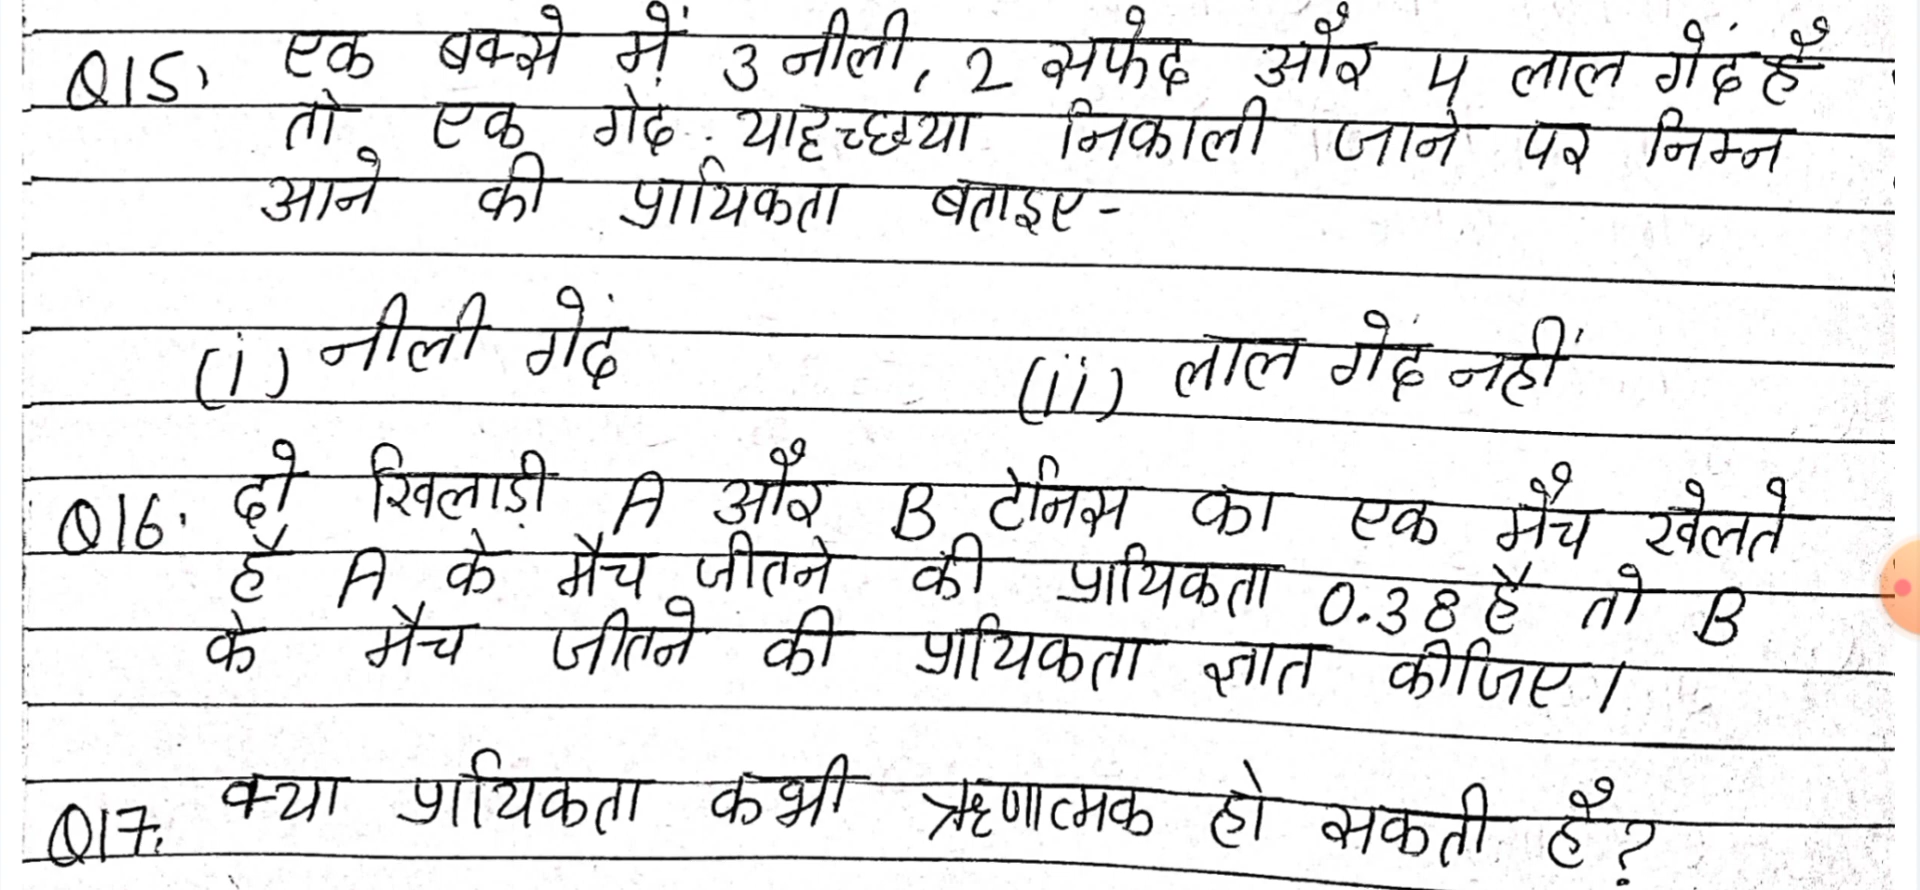 Q15. एक बक्से में 3 नीली, 2 सफेद और 4 लाल गेंद हैं
तो एक गेंद यादृच्छया निकाली जाने पर निम्न
आने की प्रायिकता बताइए-
(i) नीली गेंद (ii) लाल गेंद नहीं
Q16. दो खिलाड़ी A और B टेनिस का एक मैच खेलते
है A के मैच जीतने की प्रायिकता 0.38 है तो B
के मैच जीतने की प्रायिकता ज्ञात कीजिए।
Q17. क्या प्रायिकता कभी ऋणात्मक हो सकती है?